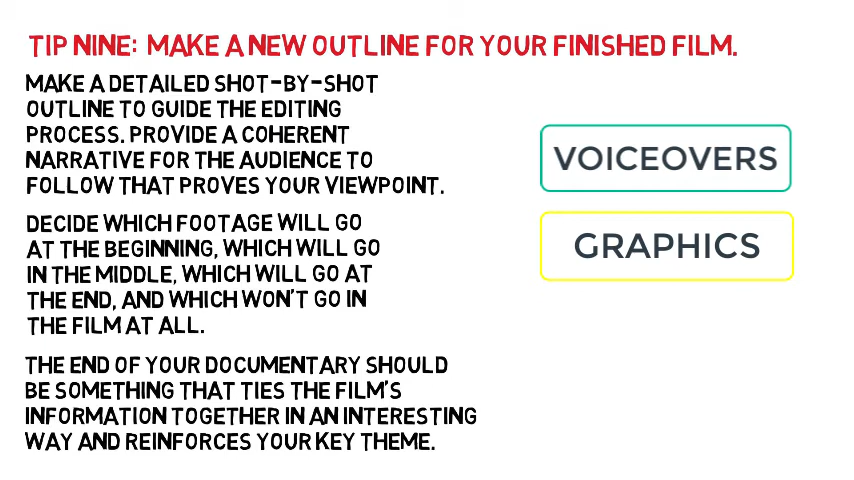 TIP NINE: MAKE A NEW OUTLINE FOR YOUR FINISHED FILM.
MAKE A DETAILED SHOT-BY-SHOT
OUTLINE TO GUIDE THE EDITING
PROCESS. PROVIDE A COHERENT
NARRATIVE FOR THE AUDIENCE TO
FOLLOW THAT PROVES YOUR VIEWPOINT.
DECIDE WHICH FOOTAGE WILL GO
AT THE BEGINNING, WHICH WILL GO
IN THE MIDDLE, WHICH WILL GO AT
THE END, AND WHICH WON'T GO IN
THE FILM AT ALL.
THE END OF YOUR DOCUMENTARY SHOULD
BE SOMETHING THAT TIES THE FILM'S
INFORMATION TOGETHER IN AN INTERESTING
WAY AND REINFORCES YOUR KEY THEME.
VOICEOVERS
GRAPHICS